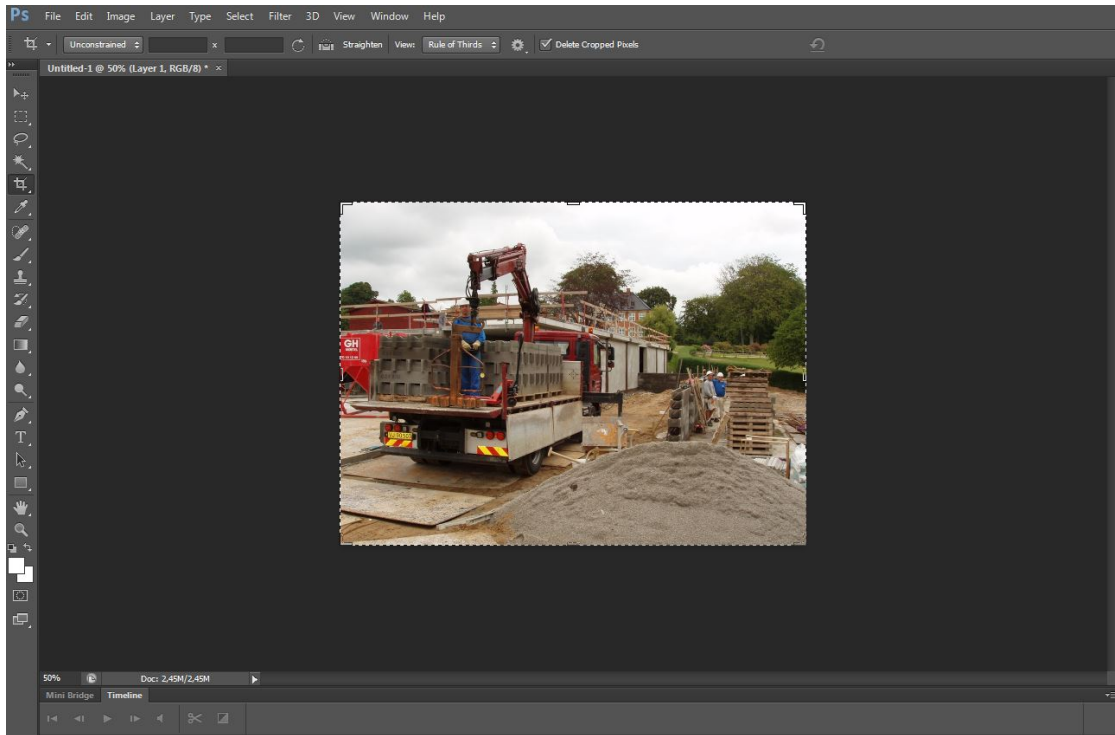 Ps File Edit Image Layer Type Select Filter 3D View Window Help
Unconstrained x Straighten View: Rule of Thirds Delete Cropped Pixels
Untitled-1 @ 50% (Layer 1, RGB/8) * ×
GH
T
50% Doc: 2,45M/2,45M
Mini Bridge Timeline